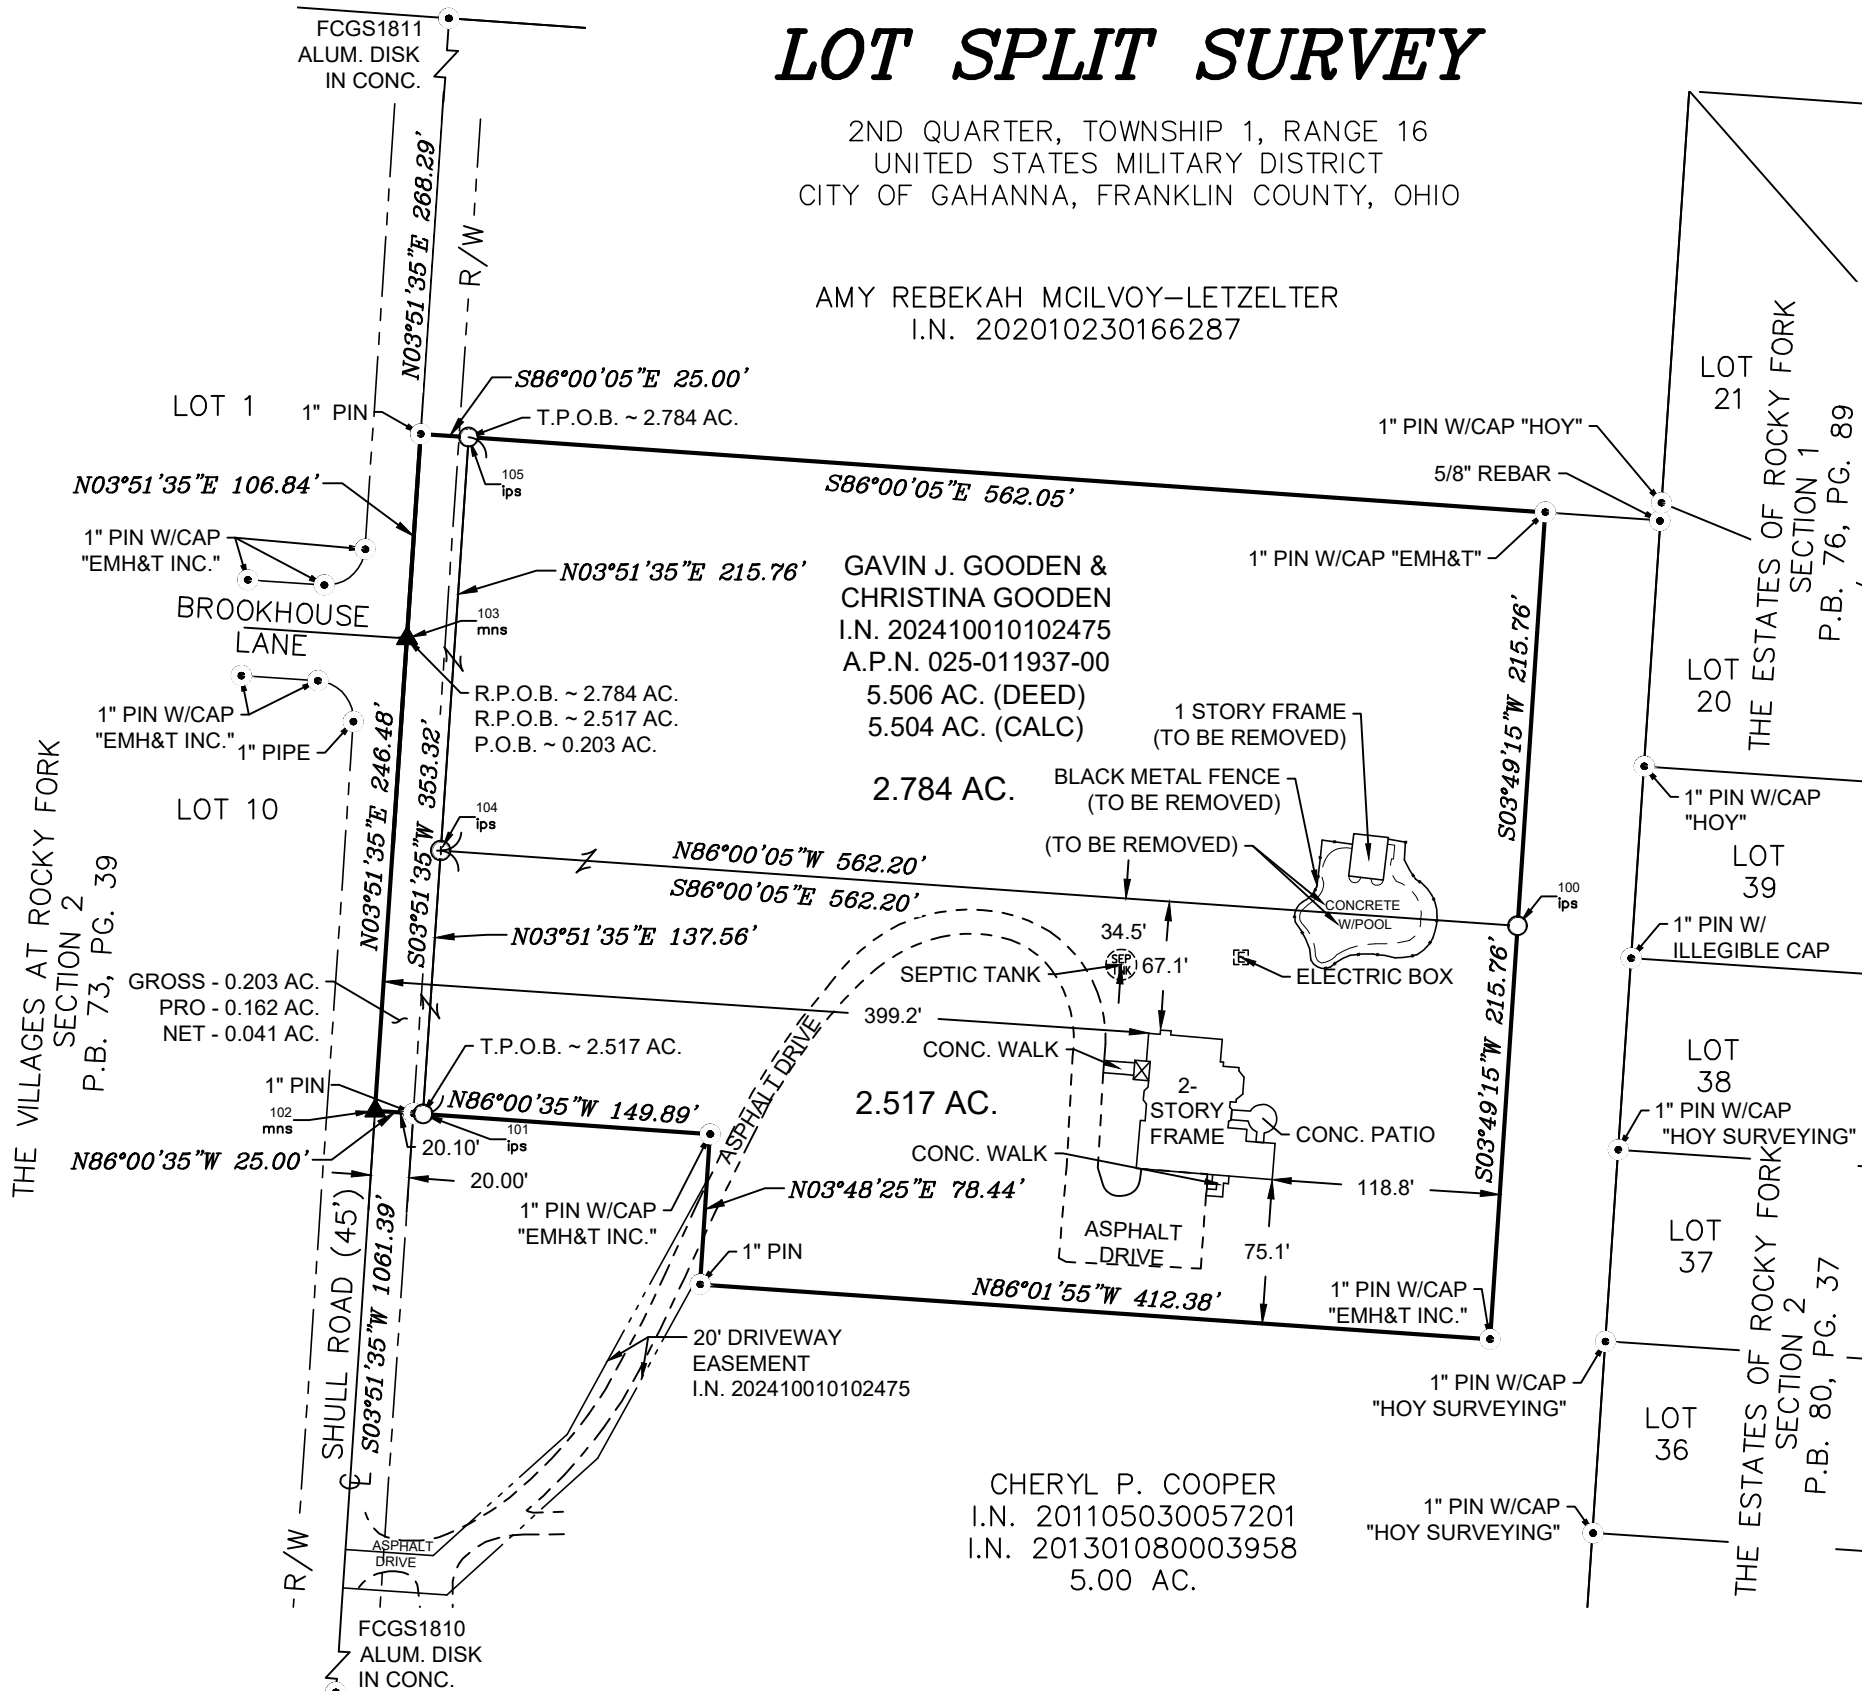 LOT SPLIT SURVEY
2ND QUARTER, TOWNSHIP 1, RANGE 16
UNITED STATES MILITARY DISTRICT
CITY OF GAHANNA, FRANKLIN COUNTY, OHIO
AMY REBEKAH MCILVOY–LETZELTER
I.N. 202010230166287
FCGS1811
ALUM. DISK
IN CONC.
N03°51'35"E 268.29'
R/W
S86°00'05"E 25.00'
T.P.O.B. ~ 2.784 AC.
LOT 1
1" PIN
105
ips
N03°51'35"E 106.84'
1" PIN W/CAP
"EMH&T INC."
BROOKHOUSE
LANE
S86°00'05"E 562.05'
1" PIN W/CAP "HOY"
5/8" REBAR
1" PIN W/CAP "EMH&T"
N03°51'35"E 215.76'
103
mns
GAVIN J. GOODEN &
CHRISTINA GOODEN
I.N. 202410010102475
A.P.N. 025-011937-00
5.506 AC. (DEED)
5.504 AC. (CALC)
2.784 AC.
R.P.O.B. ~ 2.784 AC.
R.P.O.B. ~ 2.517 AC.
P.O.B. ~ 0.203 AC.
1" PIN W/CAP
"EMH&T INC."
1" PIPE
LOT 10
N03°51'35"E 246.48'
S03°51'35"W 353.32'
104
ips
N86°00'05"W 562.20'
S86°00'05"E 562.20'
N03°51'35"E 137.56'
1 STORY FRAME
(TO BE REMOVED)
BLACK METAL FENCE
(TO BE REMOVED)
(TO BE REMOVED)
CONCRETE
W/POOL
S03°49'15"W 215.76'
100
ips
S03°49'15"W 215.76'
34.5'
67.1'
SEPTIC TANK
SEP
TNK
ELECTRIC BOX
399.2'
GROSS - 0.203 AC.
PRO - 0.162 AC.
NET - 0.041 AC.
T.P.O.B. ~ 2.517 AC.
1" PIN
102
mns
N86°00'35"W 25.00'
N86°00'35"W 149.89'
101
ips
20.10'
20.00'
ASPHALT DRIVE
2.517 AC.
CONC. WALK
2-
STORY
FRAME
CONC. PATIO
CONC. WALK
118.8'
75.1'
ASPHALT
DRIVE
1" PIN W/CAP
"EMH&T INC."
N03°48'25"E 78.44'
1" PIN
N86°01'55"W 412.38'
1" PIN W/CAP
"EMH&T INC."
20' DRIVEWAY
EASEMENT
I.N. 202410010102475
S03°51'35"W 1061.39'
SHULL ROAD (45')
R/W
ASPHALT
DRIVE
FCGS1810
ALUM. DISK
IN CONC.
CHERYL P. COOPER
I.N. 201105030057201
I.N. 201301080003958
5.00 AC.
THE VILLAGES AT ROCKY FORK
SECTION 2
P.B. 73, PG. 39
LOT
21
THE ESTATES OF ROCKY FORK
SECTION 1
P.B. 76, PG. 89
LOT
20
1" PIN W/CAP
"HOY"
LOT
39
1" PIN W/
ILLEGIBLE CAP
LOT
38
1" PIN W/CAP
"HOY SURVEYING"
LOT
37
1" PIN W/CAP
"HOY SURVEYING"
LOT
36
1" PIN W/CAP
"HOY SURVEYING"
THE ESTATES OF ROCKY FORK
SECTION 2
P.B. 80, PG. 37